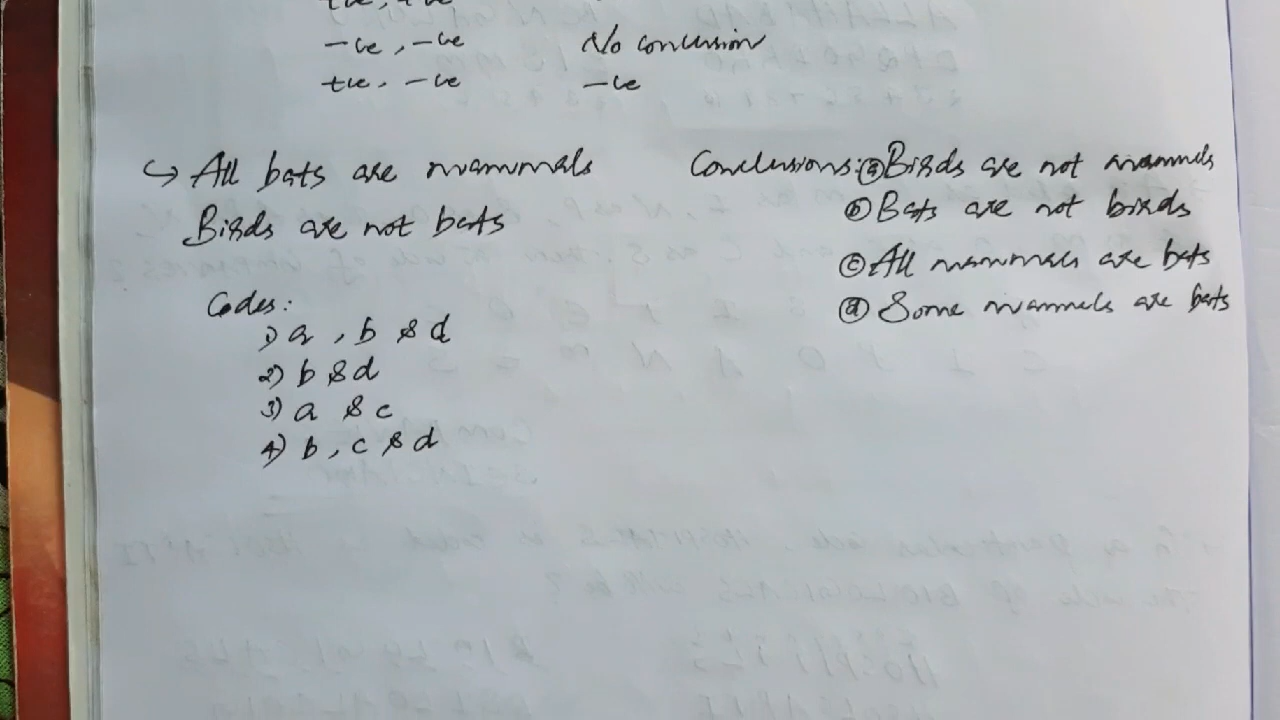 -ve, -ve No conclusion
+ve, -ve -ve
↳ All bats are mammals
Birds are not bats
Codes:
1) a, b & d
2) b & d
3) a & c
4) b, c & d
Conclusions: ⓐ Birds are not mammals
ⓑ Bats are not birds
ⓒ All mammals are bats
ⓓ Some mammals are bats